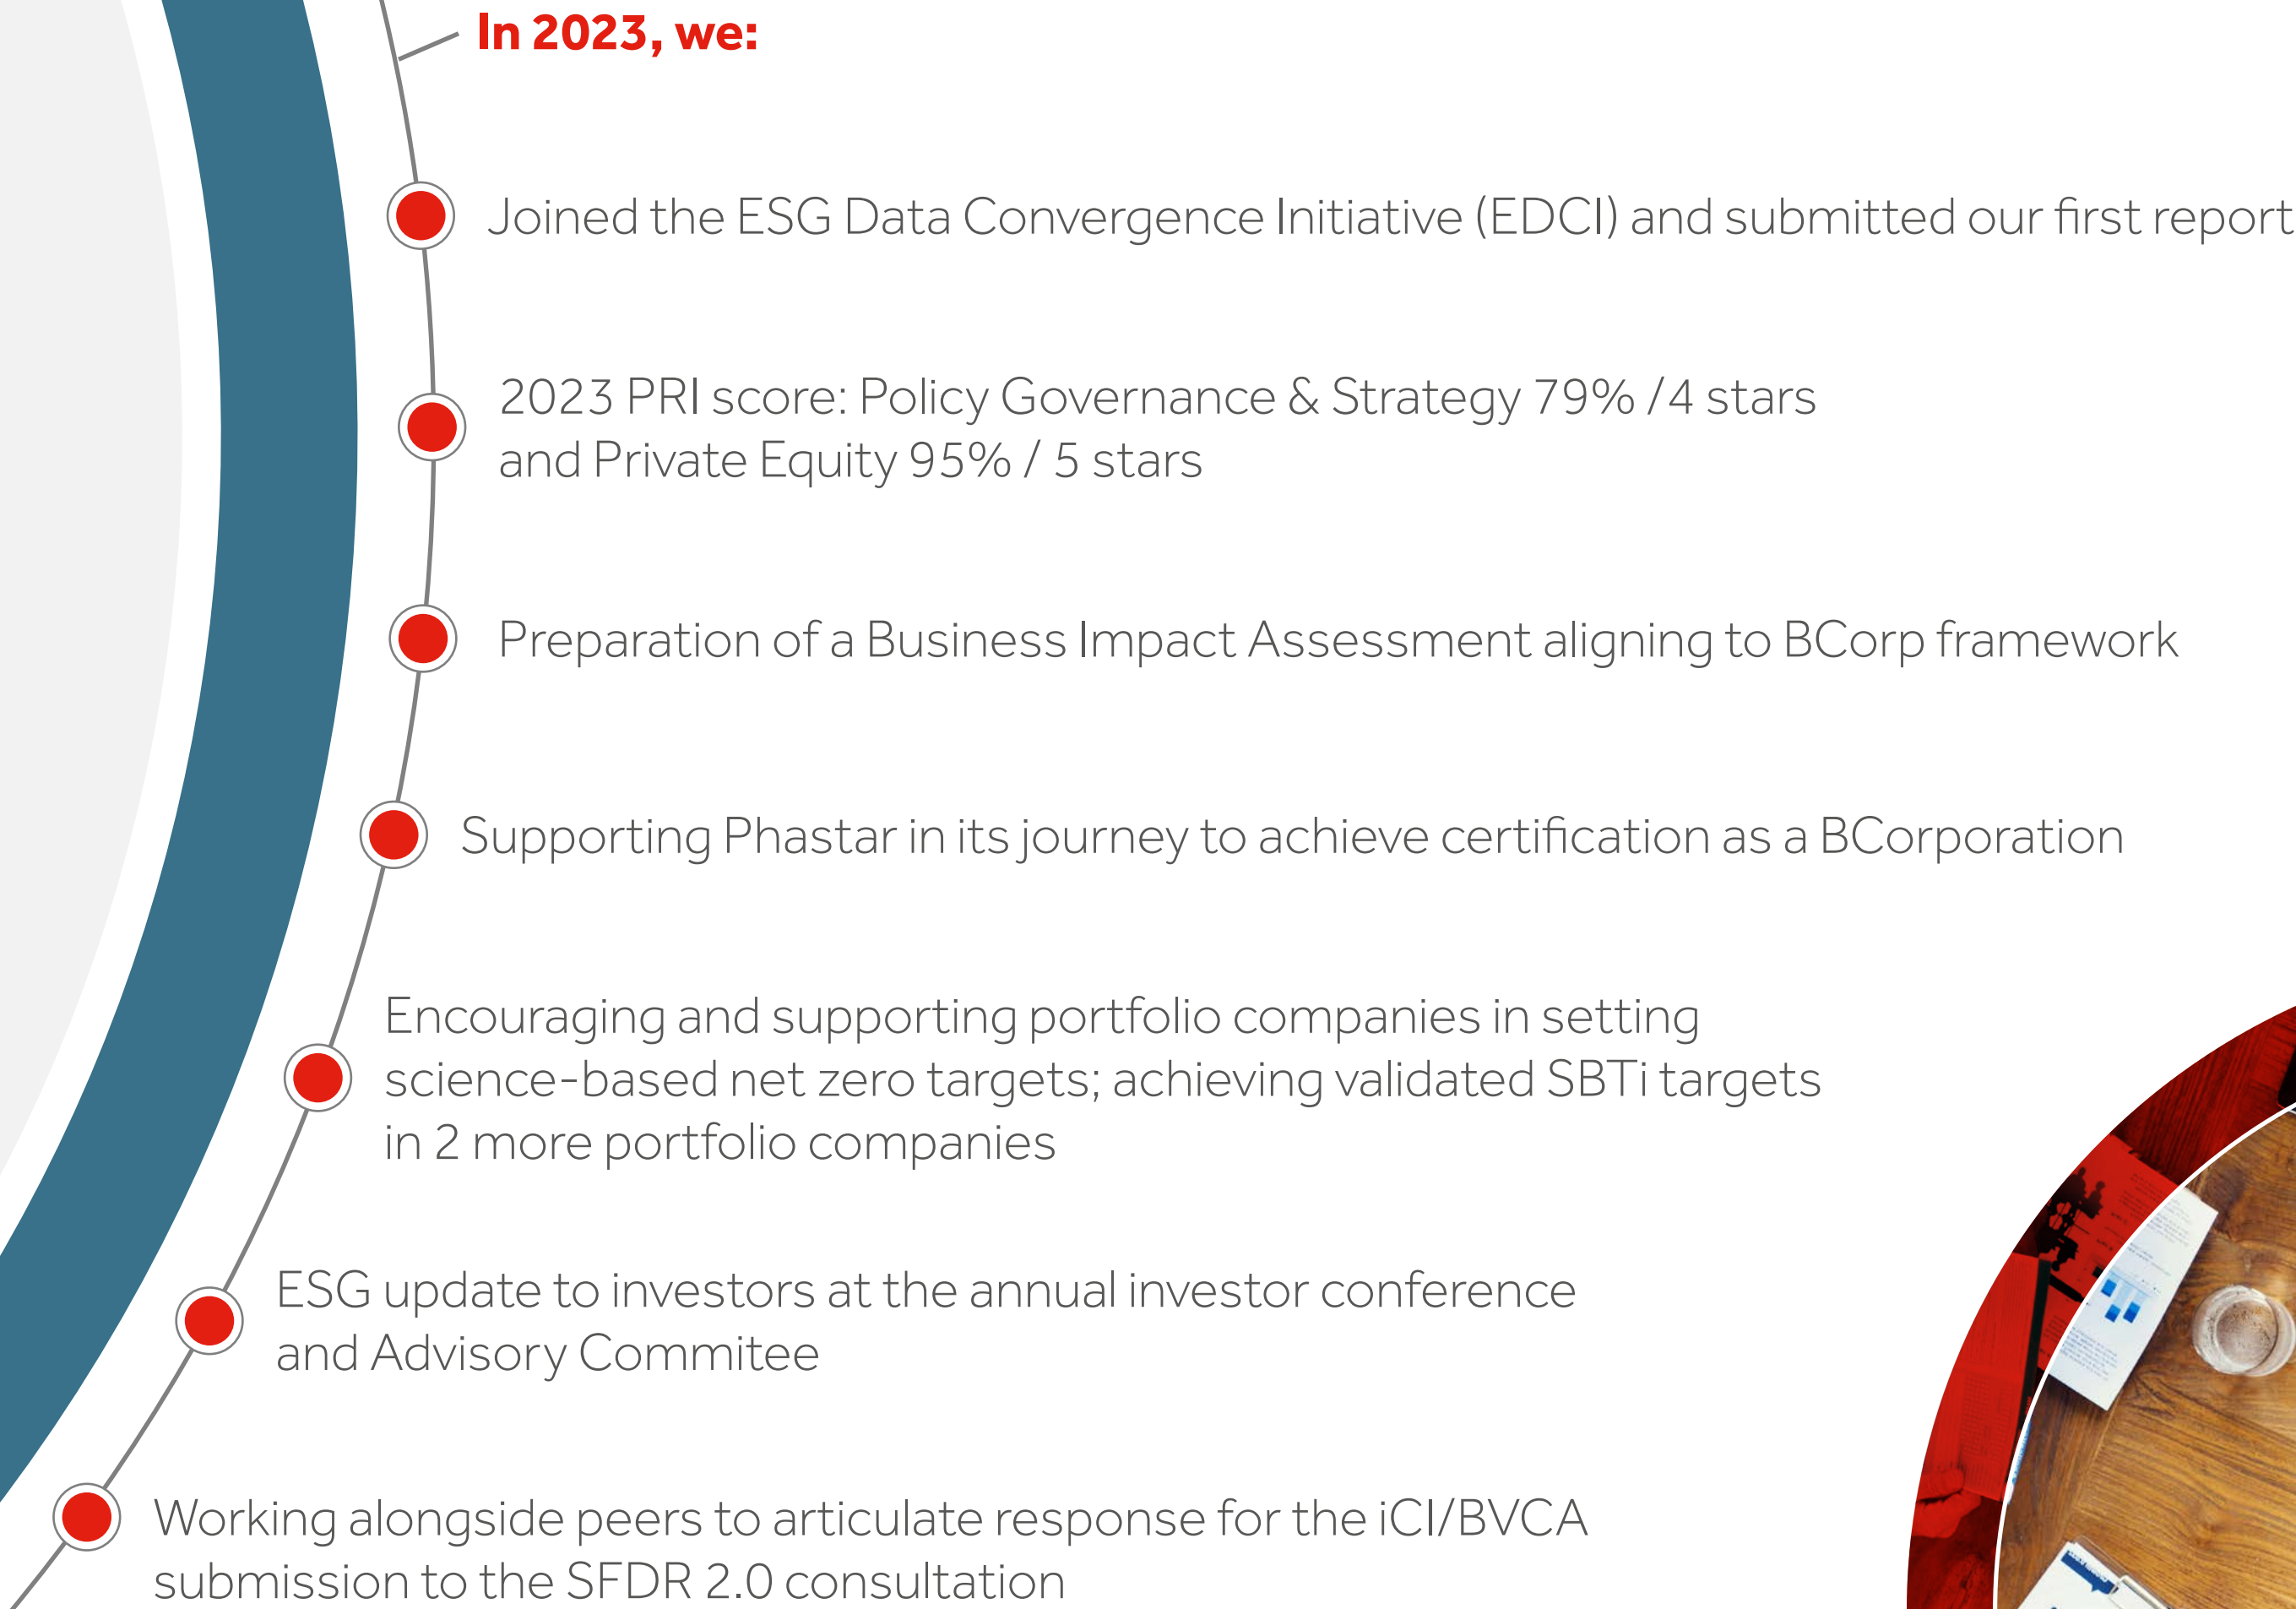 In 2023, we:
Joined the ESG Data Convergence Initiative (EDCI) and submitted our first report
2023 PRI score: Policy Governance & Strategy 79% /4 stars
and Private Equity 95% / 5 stars
Preparation of a Business Impact Assessment aligning to BCorp framework
Supporting Phastar in its journey to achieve certification as a BCorporation
Encouraging and supporting portfolio companies in setting
science-based net zero targets; achieving validated SBTi targets
in 2 more portfolio companies
ESG update to investors at the annual investor conference
and Advisory Commitee
Working alongside peers to articulate response for the iCI/BVCA
submission to the SFDR 2.0 consultation